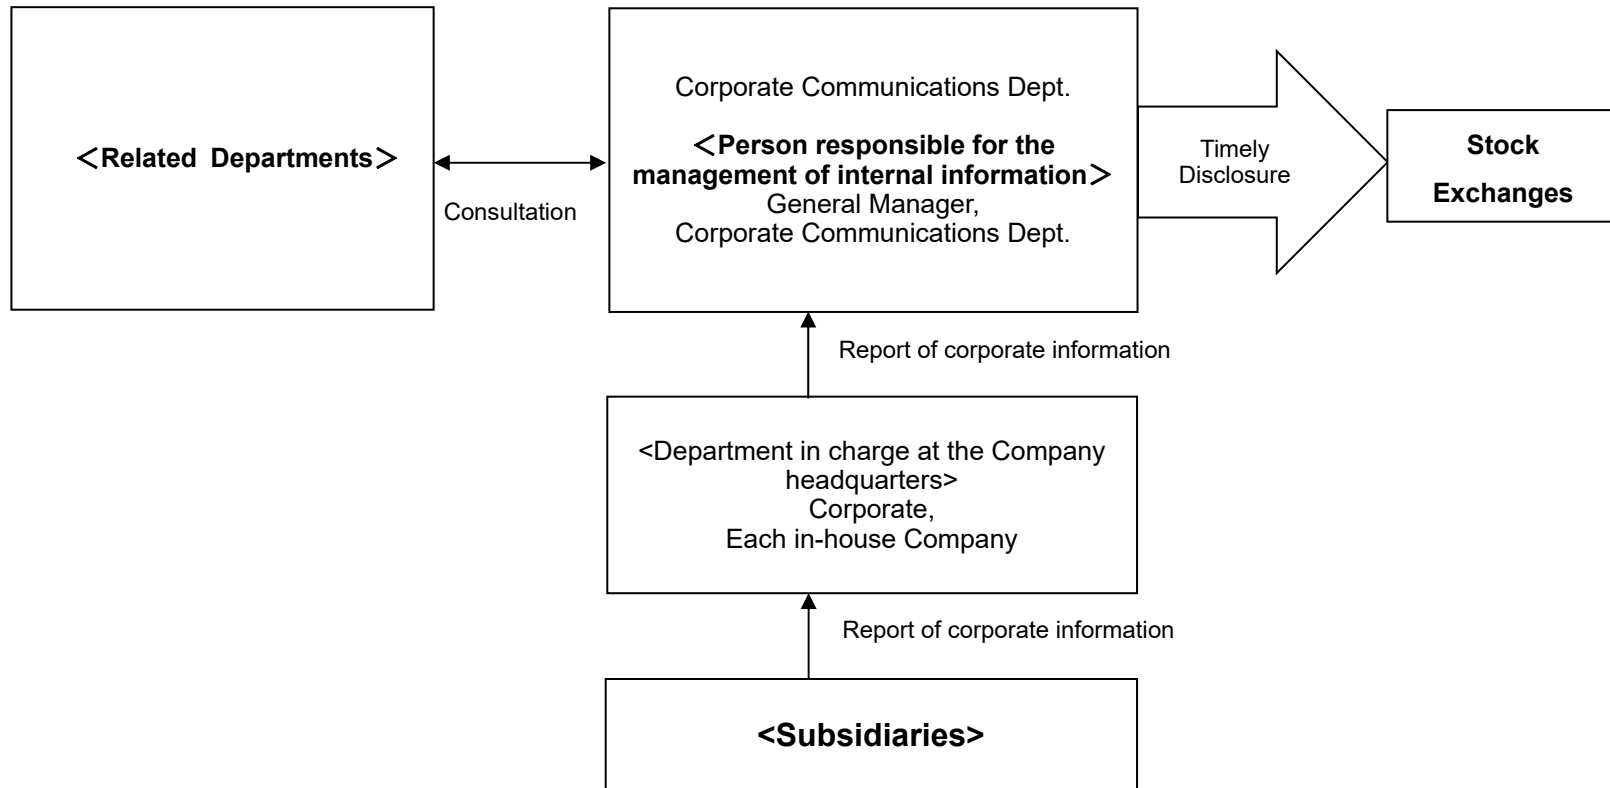 Corporate Communications Dept.
＜Person responsible for the
management of internal information＞
General Manager,
Corporate Communications Dept.
＜Related Departments＞
Consultation
Timely
Disclosure
Stock
Exchanges
Report of corporate information
<Department in charge at the Company
headquarters>
Corporate,
Each in-house Company
Report of corporate information
<Subsidiaries>